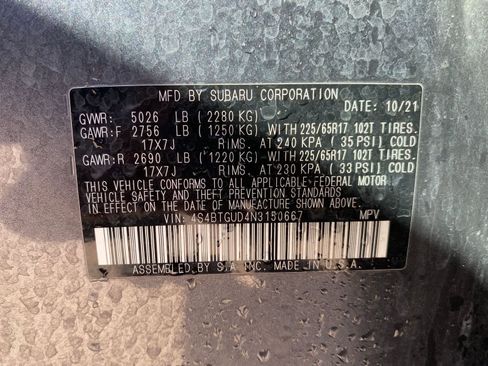 MFD BY SUBARU CORPORATION
DATE: 10/21
GVWR: 5026 LB (2280 KG)
GAWR:F 2756 LB (1250 KG) WITH 225/65R17 102T TIRES.
17X7J RIMS. AT 240 KPA (35 PSI) COLD
GAWR:R 2690 LB (1220 KG) WITH 225/65R17 102T TIRES.
17X7J RIMS. AT 230 KPA (33 PSI) COLD
THIS VEHICLE CONFORMS TO ALL APPLICABLE FEDERAL MOTOR
VEHICLE SAFETY AND THEFT PREVENTION STANDARDS
IN EFFECT ON THE DATE OF MANUFACTURE SHOWN ABOVE.
VIN: 4S4BTGUD4N3150667 MPV
ASSEMBLED BY S.I.A. INC. MADE IN U.S.A.